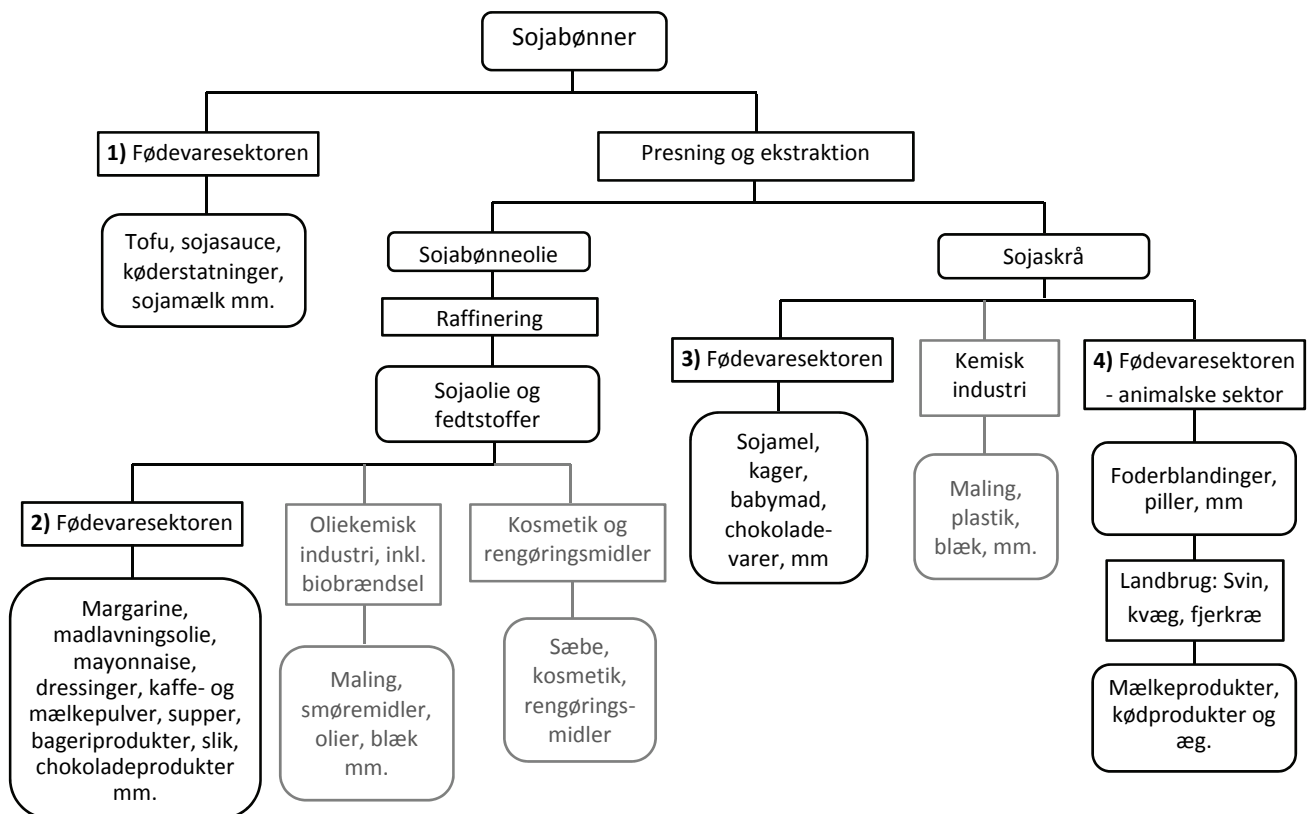 Sojabønner
1) Fødevaresektoren
Presning og ekstraktion
Tofu, sojasauce,
køderstatninger,
sojamælk mm.
Sojabønneolie
Sojaskrå
Raffinering
Sojaolie og
fedtstoffer
3) Fødevaresektoren
Kemisk
industri
4) Fødevaresektoren
- animalske sektor
Sojamel,
kager,
babymad,
chokolade-
varer, mm
Maling,
plastik,
blæk, mm.
Foderblandinger,
piller, mm
2) Fødevaresektoren
Oliekemisk
industri, inkl.
biobrændsel
Kosmetik og
rengøringsmidler
Landbrug: Svin,
kvæg, fjerkræ
Margarine,
madlavningsolie,
mayonnaise,
dressinger, kaffe- og
mælkepulver, supper,
bageriprodukter, slik,
chokoladeprodukter
mm.
Maling,
smøremidler,
olier, blæk
mm.
Sæbe,
kosmetik,
rengørings-
midler
Mælkeprodukter,
kødprodukter og
æg.